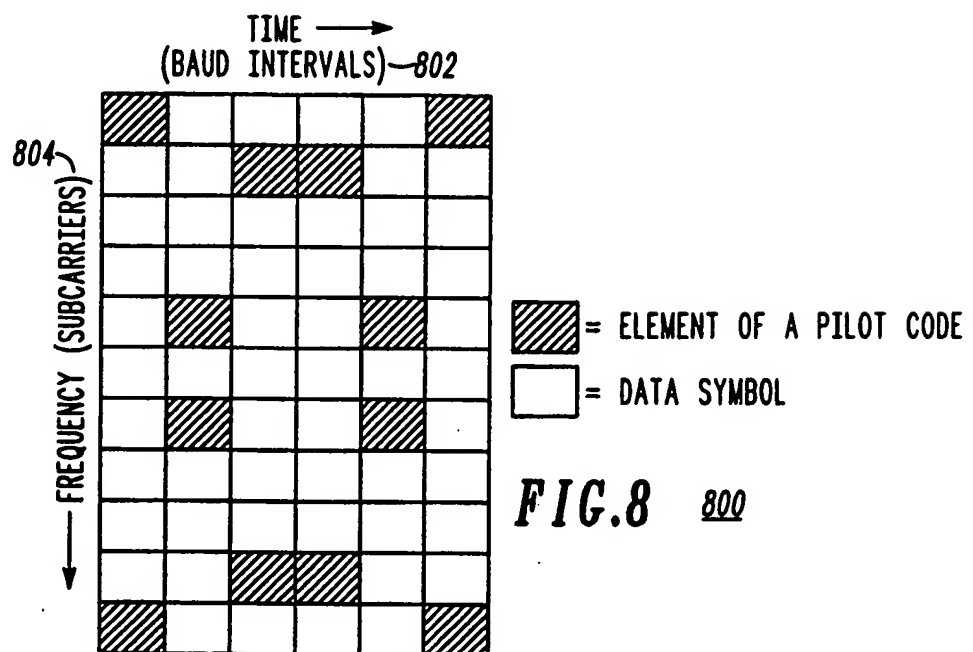 TIME
(BAUD INTERVALS) 802
804
FREQUENCY (SUBCARRIERS)
= ELEMENT OF A PILOT CODE
= DATA SYMBOL
FIG.8 800